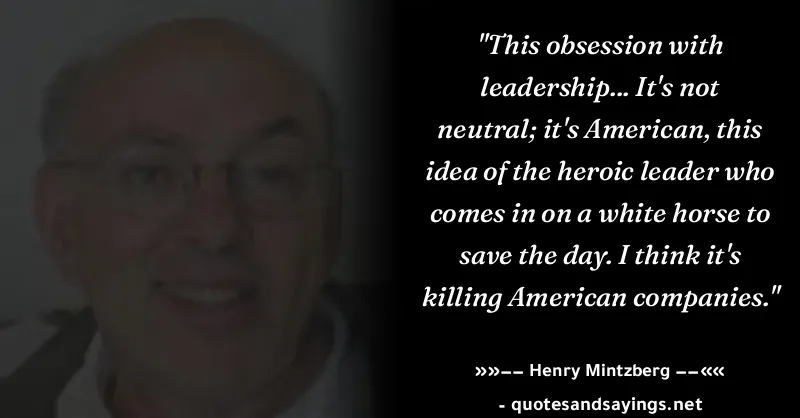 "This obsession with
leadership... It's not
neutral; it's American, this
idea of the heroic leader who
comes in on a white horse to
save the day. I think it's
killing American companies."
»»−− Henry Mintzberg −−««
- quotesandsayings.net